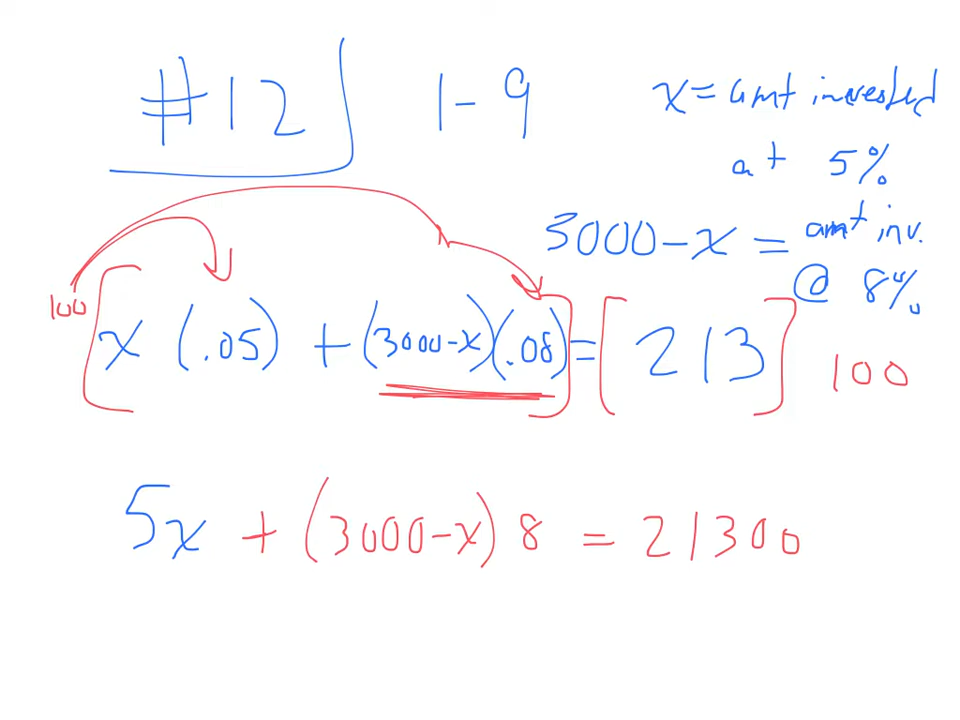 #12 1-9
x = amt invested
at 5%
3000-x = amt inv.
@ 8%
100 [x (.05) + (3000-x)(.08)] = [213] 100
5x + (3000-x) 8 = 21300